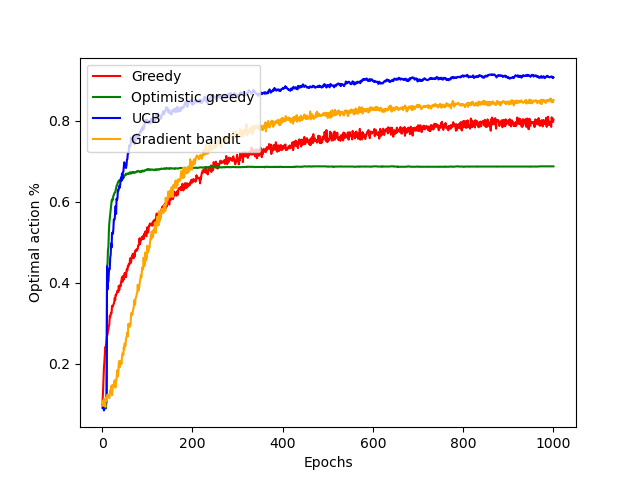 Greedy
Optimistic greedy
UCB
Gradient bandit
Optimal action %
0.8
0.6
0.4
0.2
0 200 400 600 800 1000
Epochs